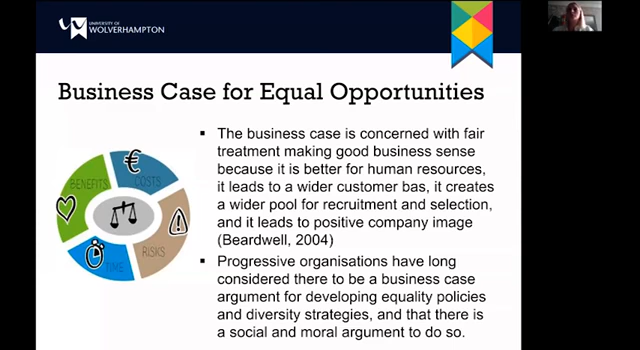 UNIVERSITY OF
WOLVERHAMPTON
Business Case for Equal Opportunities
BENEFITS
COSTS
RISKS
TIME
▪ The business case is concerned with fair
treatment making good business sense
because it is better for human resources,
it leads to a wider customer bas, it creates
a wider pool for recruitment and selection,
and it leads to positive company image
(Beardwell, 2004)
▪ Progressive organisations have long
considered there to be a business case
argument for developing equality policies
and diversity strategies, and that there is
a social and moral argument to do so.